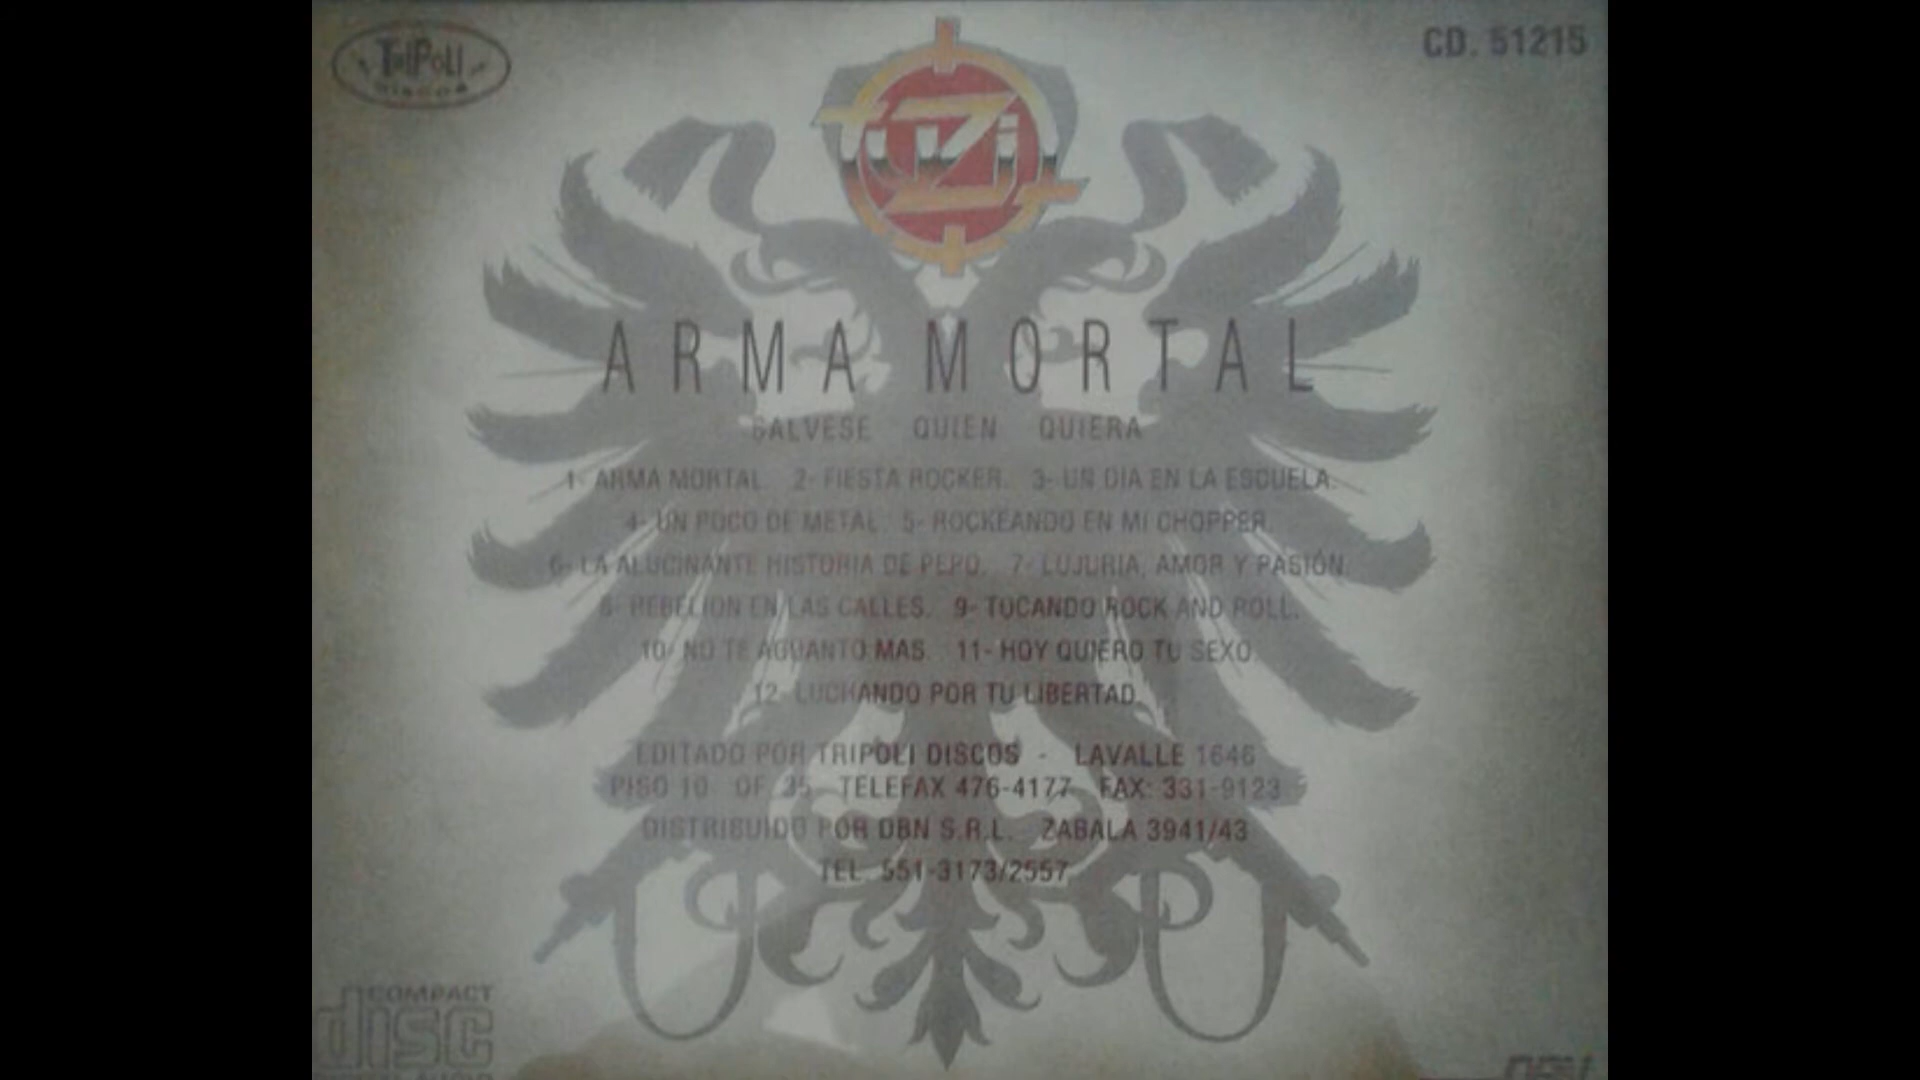 TRIPOLI
DISCOS
CD. 51215
UZi
ARMA MORTAL
SALVESE QUIEN QUIERA
1- ARMA MORTAL. 2- FIESTA ROCKER. 3- UN DIA EN LA ESCUELA.
4- UN POCO DE METAL. 5- ROCKEANDO EN MI CHOPPER.
6- LA ALUCINANTE HISTORIA DE PEPO. 7- LUJURIA, AMOR Y PASIÓN.
8- REBELION EN LAS CALLES. 9- TOCANDO ROCK AND ROLL.
10- NO TE AGUANTO MAS. 11- HOY QUIERO TU SEXO.
12- LUCHANDO POR TU LIBERTAD.
EDITADO POR TRIPOLI DISCOS - LAVALLE 1646
PISO 10 OF 35 TELEFAX 476-4177 FAX: 331-9123
DISTRIBUIDO POR DBN S.R.L. ZABALA 3941/43
TEL. 551-3173/2557
COMPACT
disc
DIGITAL AUDIO